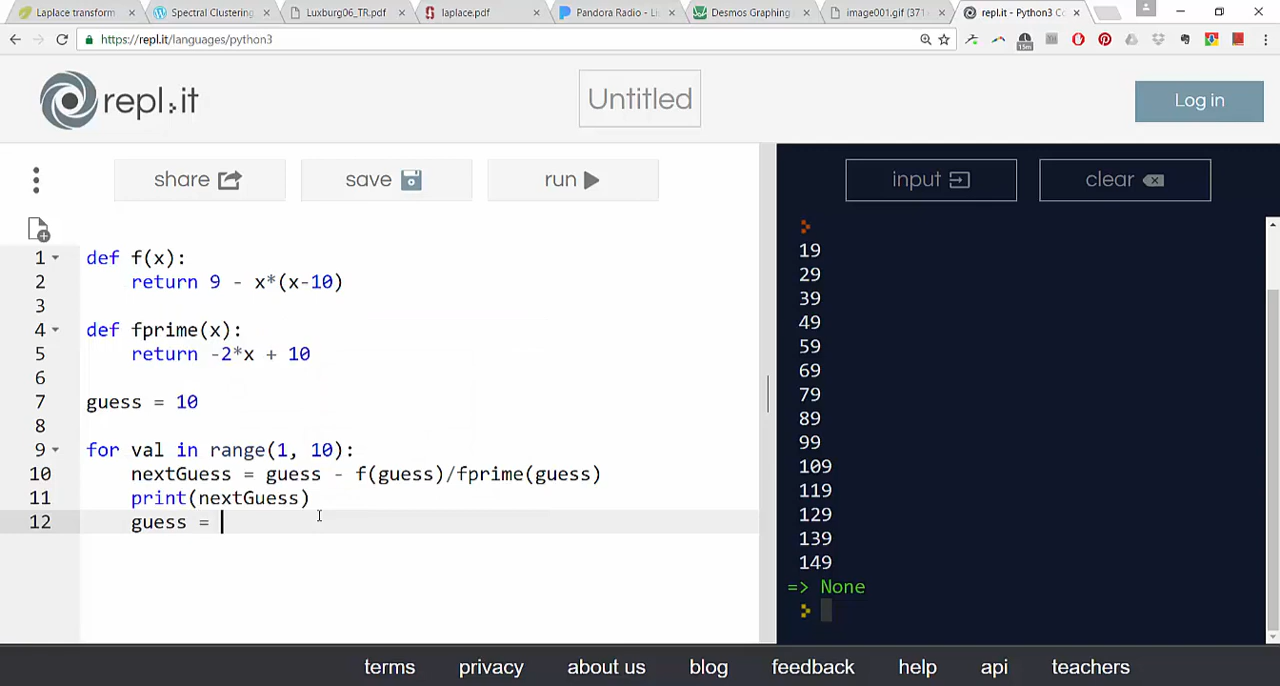 Laplace transform
Spectral Clustering
Luxburg06_TR.pdf
laplace.pdf
Pandora Radio - Li
Desmos Graphing
image001.gif (371
repl.it - Python3 Co
https://repl.it/languages/python3
15m
repl.it
Untitled
Log in
share
save
run
input
clear
1 def f(x):
2 return 9 - x*(x-10)
3
4 def fprime(x):
5 return -2*x + 10
6
7 guess = 10
8
9 for val in range(1, 10):
10 nextGuess = guess - f(guess)/fprime(guess)
11 print(nextGuess)
12 guess =
19
29
39
49
59
69
79
89
99
109
119
129
139
149
=> None
terms
privacy
about us
blog
feedback
help
api
teachers